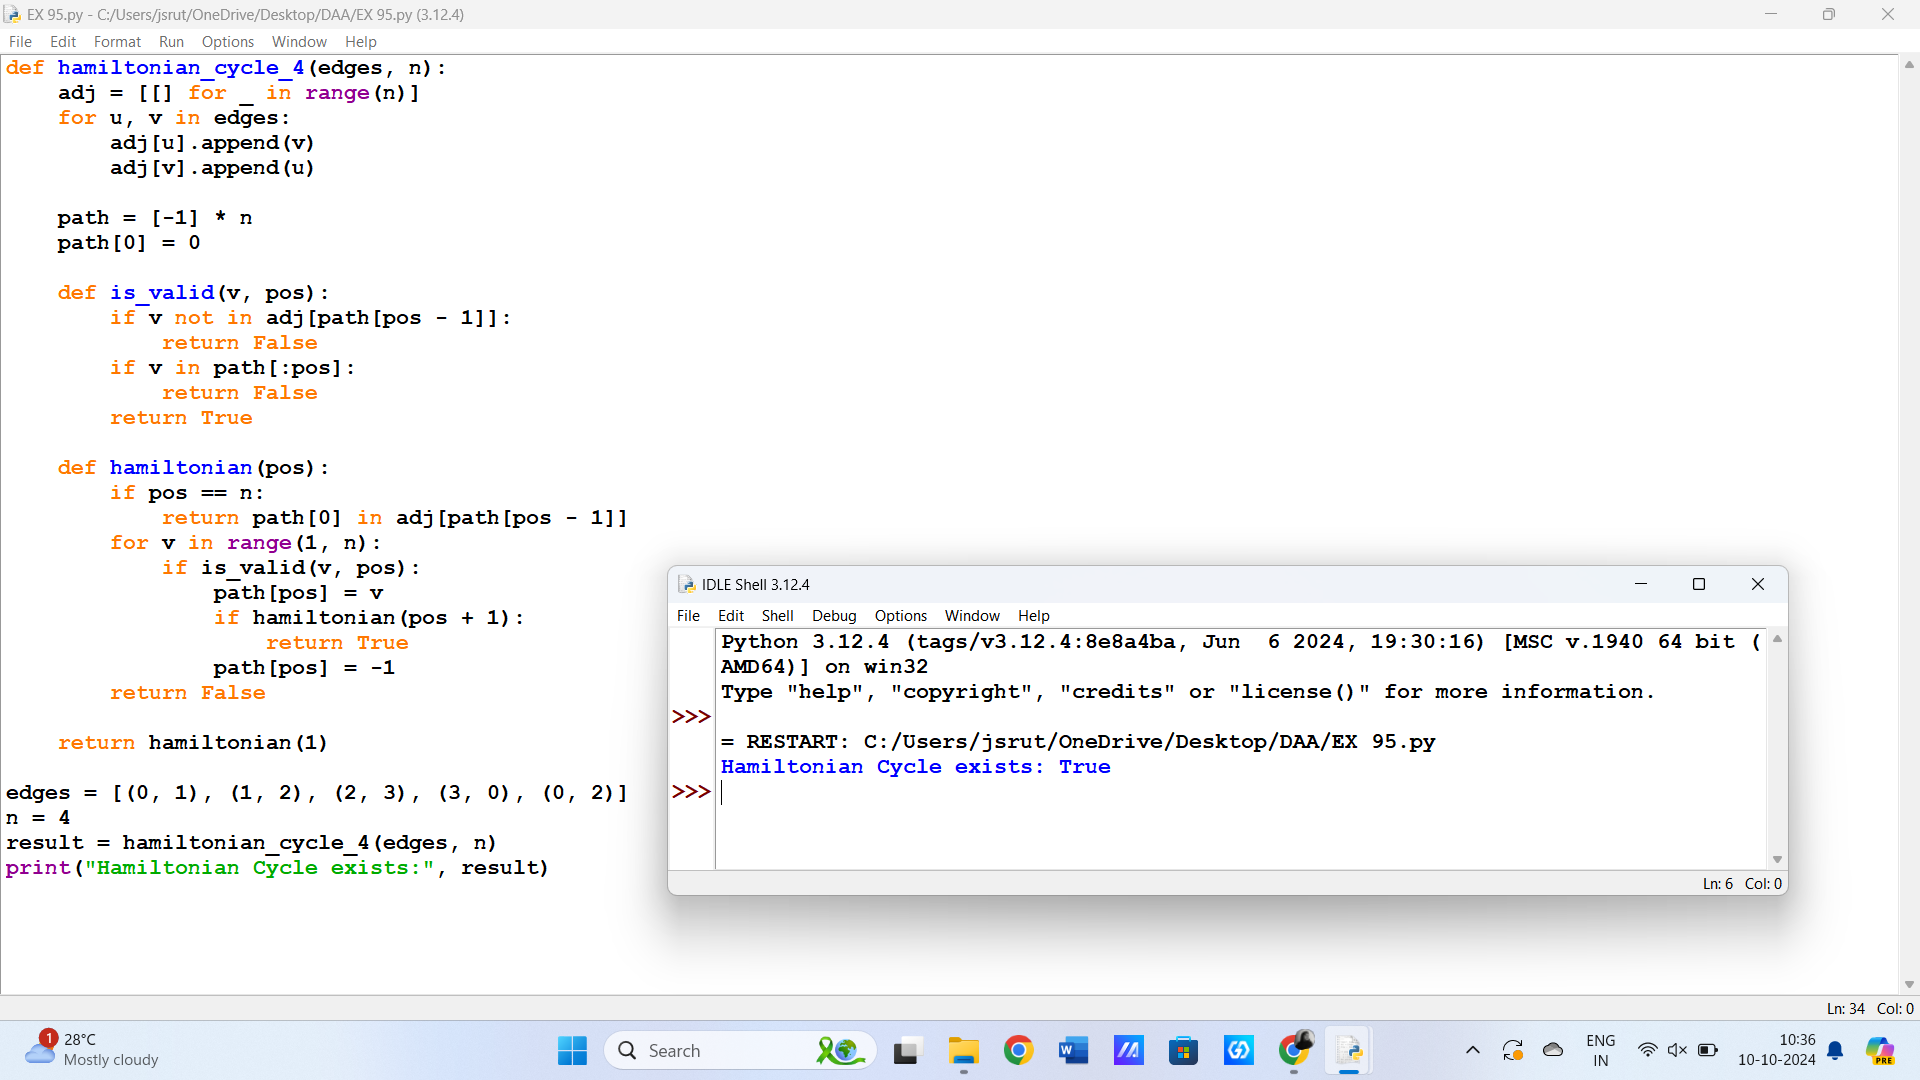 EX 95.py - C:/Users/jsrut/OneDrive/Desktop/DAA/EX 95.py (3.12.4)
File Edit Format Run Options Window Help
def hamiltonian_cycle_4(edges, n):
    adj = [[] for _ in range(n)]
    for u, v in edges:
        adj[u].append(v)
        adj[v].append(u)

    path = [-1] * n
    path[0] = 0

    def is_valid(v, pos):
        if v not in adj[path[pos - 1]]:
            return False
        if v in path[:pos]:
            return False
        return True

    def hamiltonian(pos):
        if pos == n:
            return path[0] in adj[path[pos - 1]]
        for v in range(1, n):
            if is_valid(v, pos):
                path[pos] = v
                if hamiltonian(pos + 1):
                    return True
                path[pos] = -1
        return False

    return hamiltonian(1)

edges = [(0, 1), (1, 2), (2, 3), (3, 0), (0, 2)]
n = 4
result = hamiltonian_cycle_4(edges, n)
print("Hamiltonian Cycle exists:", result)
IDLE Shell 3.12.4
File Edit Shell Debug Options Window Help
Python 3.12.4 (tags/v3.12.4:8e8a4ba, Jun  6 2024, 19:30:16) [MSC v.1940 64 bit (
AMD64)] on win32
Type "help", "copyright", "credits" or "license()" for more information.
>>>
= RESTART: C:/Users/jsrut/OneDrive/Desktop/DAA/EX 95.py
Hamiltonian Cycle exists: True
>>>
Ln: 6 Col: 0
Ln: 34 Col: 0
1
28°C
Mostly cloudy
Search
W
ENG
IN
10:36
10-10-2024
PRE